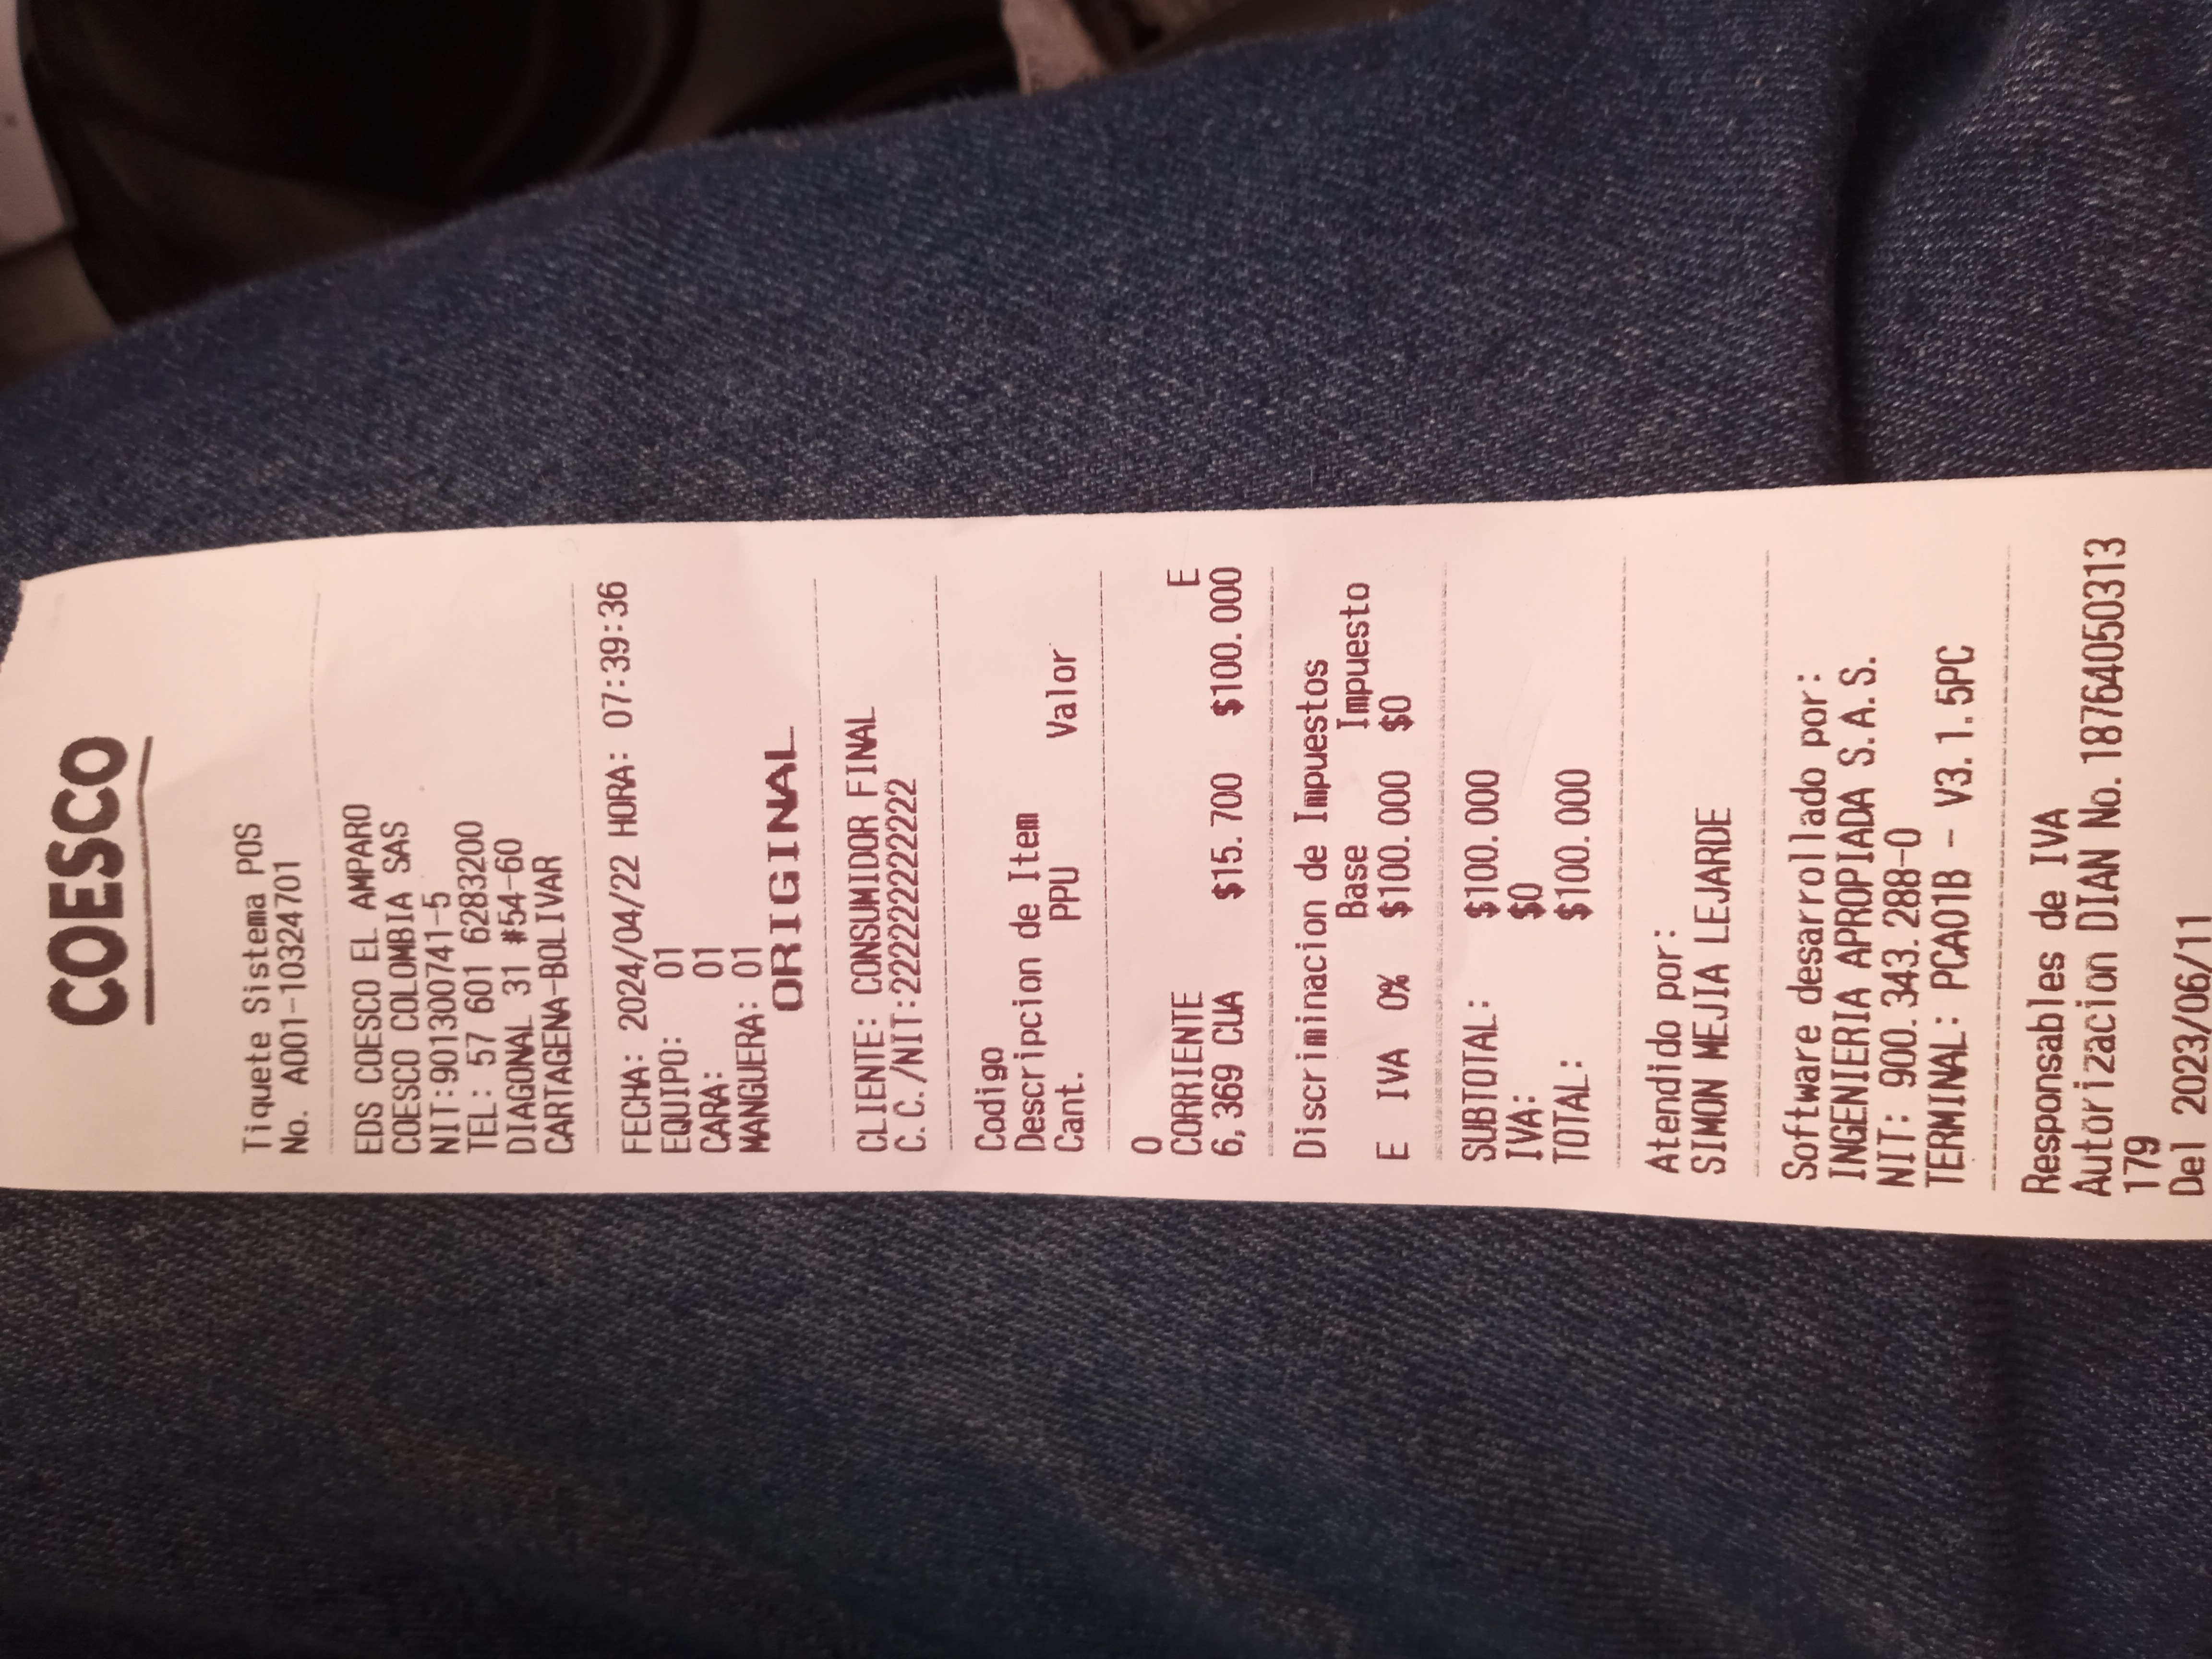 COESCO
Tiquete Sistema POS
No. A001-10324701
EDS COESCO EL AMPARO
COESCO COLOMBIA SAS
NIT:901300741-5
TEL: 57 601 6283200
DIAGONAL 31 #54-60
CARTAGENA-BOLIVAR
FECHA: 2024/04/22 HORA: 07:39:36
EQUIPO: 01
CARA: 01
MANGUERA: 01
ORIGINAL
CLIENTE: CONSUMIDOR FINAL
C.C./NIT:222222222222
Codigo
Descripcion de Item
Cant. PPU Valor
0
CORRIENTE E
6,369 CUA $15.700 $100.000
Discriminacion de Impuestos
Base Impuesto
E IVA 0% $100.000 $0
SUBTOTAL: $100.000
IVA: $0
TOTAL: $100.000
Atendido por:
SIMON MEJIA LEJARDE
Software desarrollado por:
INGENIERIA APROPIADA S.A.S.
NIT: 900.343.288-0
TERMINAL: PCA01B - V3.1.5PC
Responsables de IVA
Autorizacion DIAN No. 18764050313
179
Del 2023/06/11